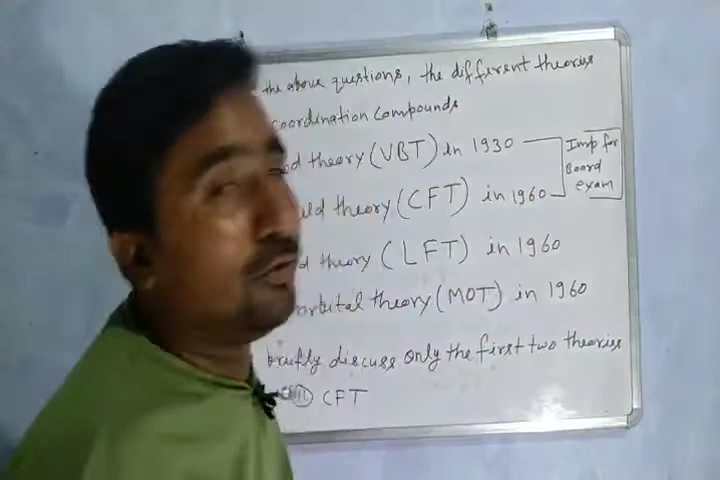 the above questions, the different theories
coordination compounds
theory (VBT) in 1930
theory (CFT) in 1960
theory (LFT) in 1960
orbital theory (MOT) in 1960
Imp for
Board
exam
briefly discuss only the first two theories
(ii) CFT